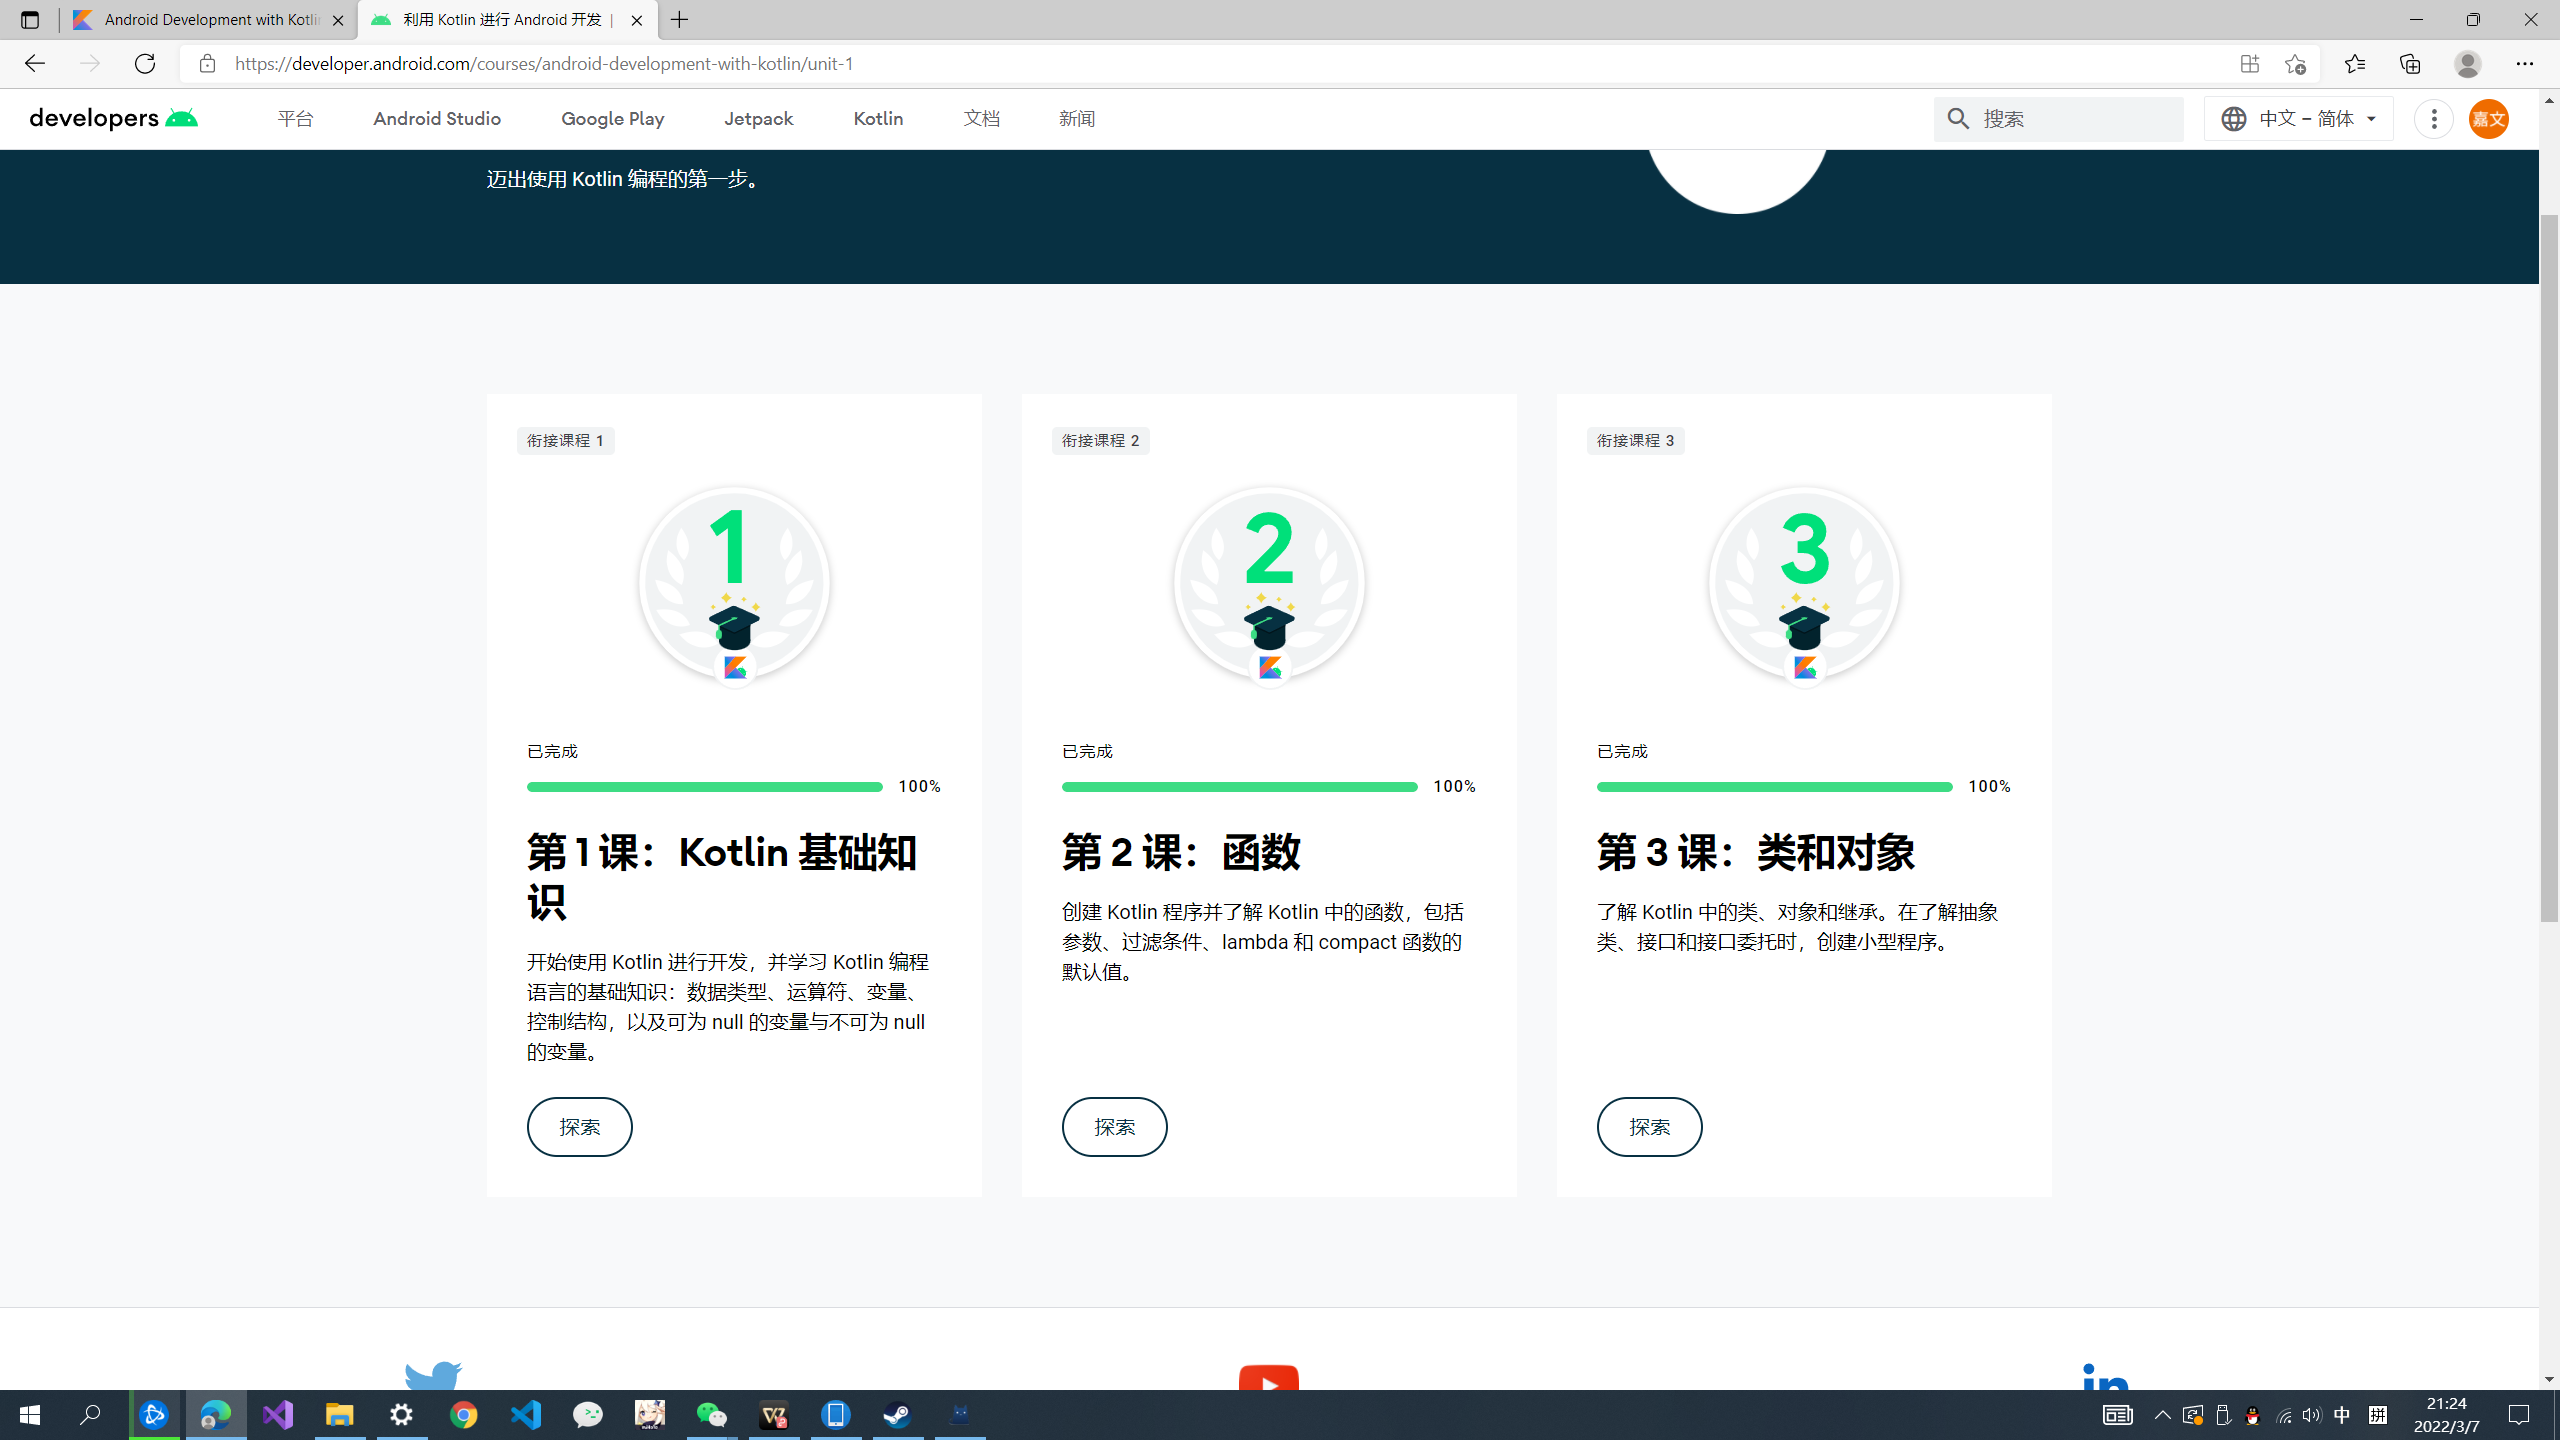 Android Development with Kotlin
利用 Kotlin 进行 Android 开发 |
https://developer.android.com/courses/android-development-with-kotlin/unit-1
developers
平台
Android Studio
Google Play
Jetpack
Kotlin
文档
新闻
搜索
中文 – 简体
嘉文
迈出使用 Kotlin 编程的第一步。
衔接课程 1
1
已完成
100%
第 1 课：Kotlin 基础知
识
开始使用 Kotlin 进行开发，并学习 Kotlin 编程
语言的基础知识：数据类型、运算符、变量、
控制结构，以及可为 null 的变量与不可为 null
的变量。
探索
衔接课程 2
2
已完成
100%
第 2 课：函数
创建 Kotlin 程序并了解 Kotlin 中的函数，包括
参数、过滤条件、lambda 和 compact 函数的
默认值。
探索
衔接课程 3
3
已完成
100%
第 3 课：类和对象
了解 Kotlin 中的类、对象和继承。在了解抽象
类、接口和接口委托时，创建小型程序。
探索
in
中
拼
21:24
2022/3/7